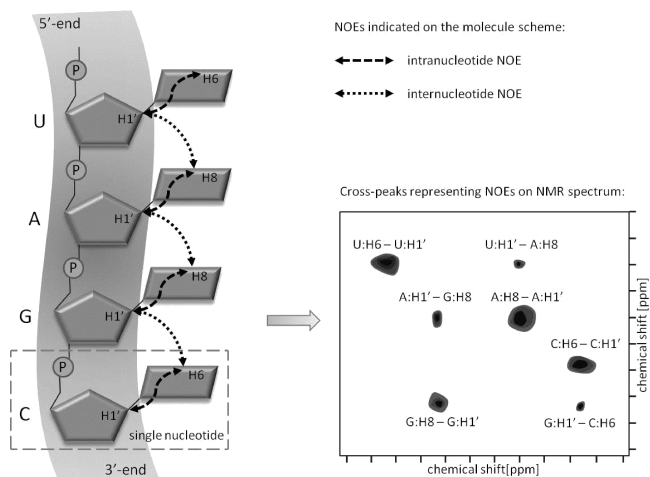 5′-end
P
H6
U
H1′
P
H8
A
H1′
P
H8
G
H1′
P
H6
C
H1′
single nucleotide
3′-end
NOEs indicated on the molecule scheme:
intranucleotide NOE
internucleotide NOE
Cross-peaks representing NOEs on NMR spectrum:
U:H6 – U:H1′
U:H1′ – A:H8
A:H1′ – G:H8
A:H8 – A:H1′
C:H6 – C:H1′
G:H8 – G:H1′
G:H1′ – C:H6
chemical shift [ppm]
chemical shift[ppm]